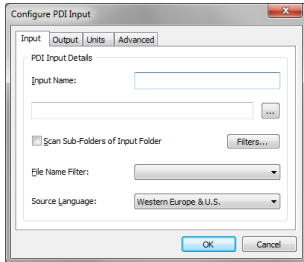 Configure PDI Input
Input Output Units Advanced
PDI Input Details
Input Name:
...
Scan Sub-Folders of Input Folder
Filters...
File Name Filter:
Source Language: Western Europe & U.S.
OK Cancel